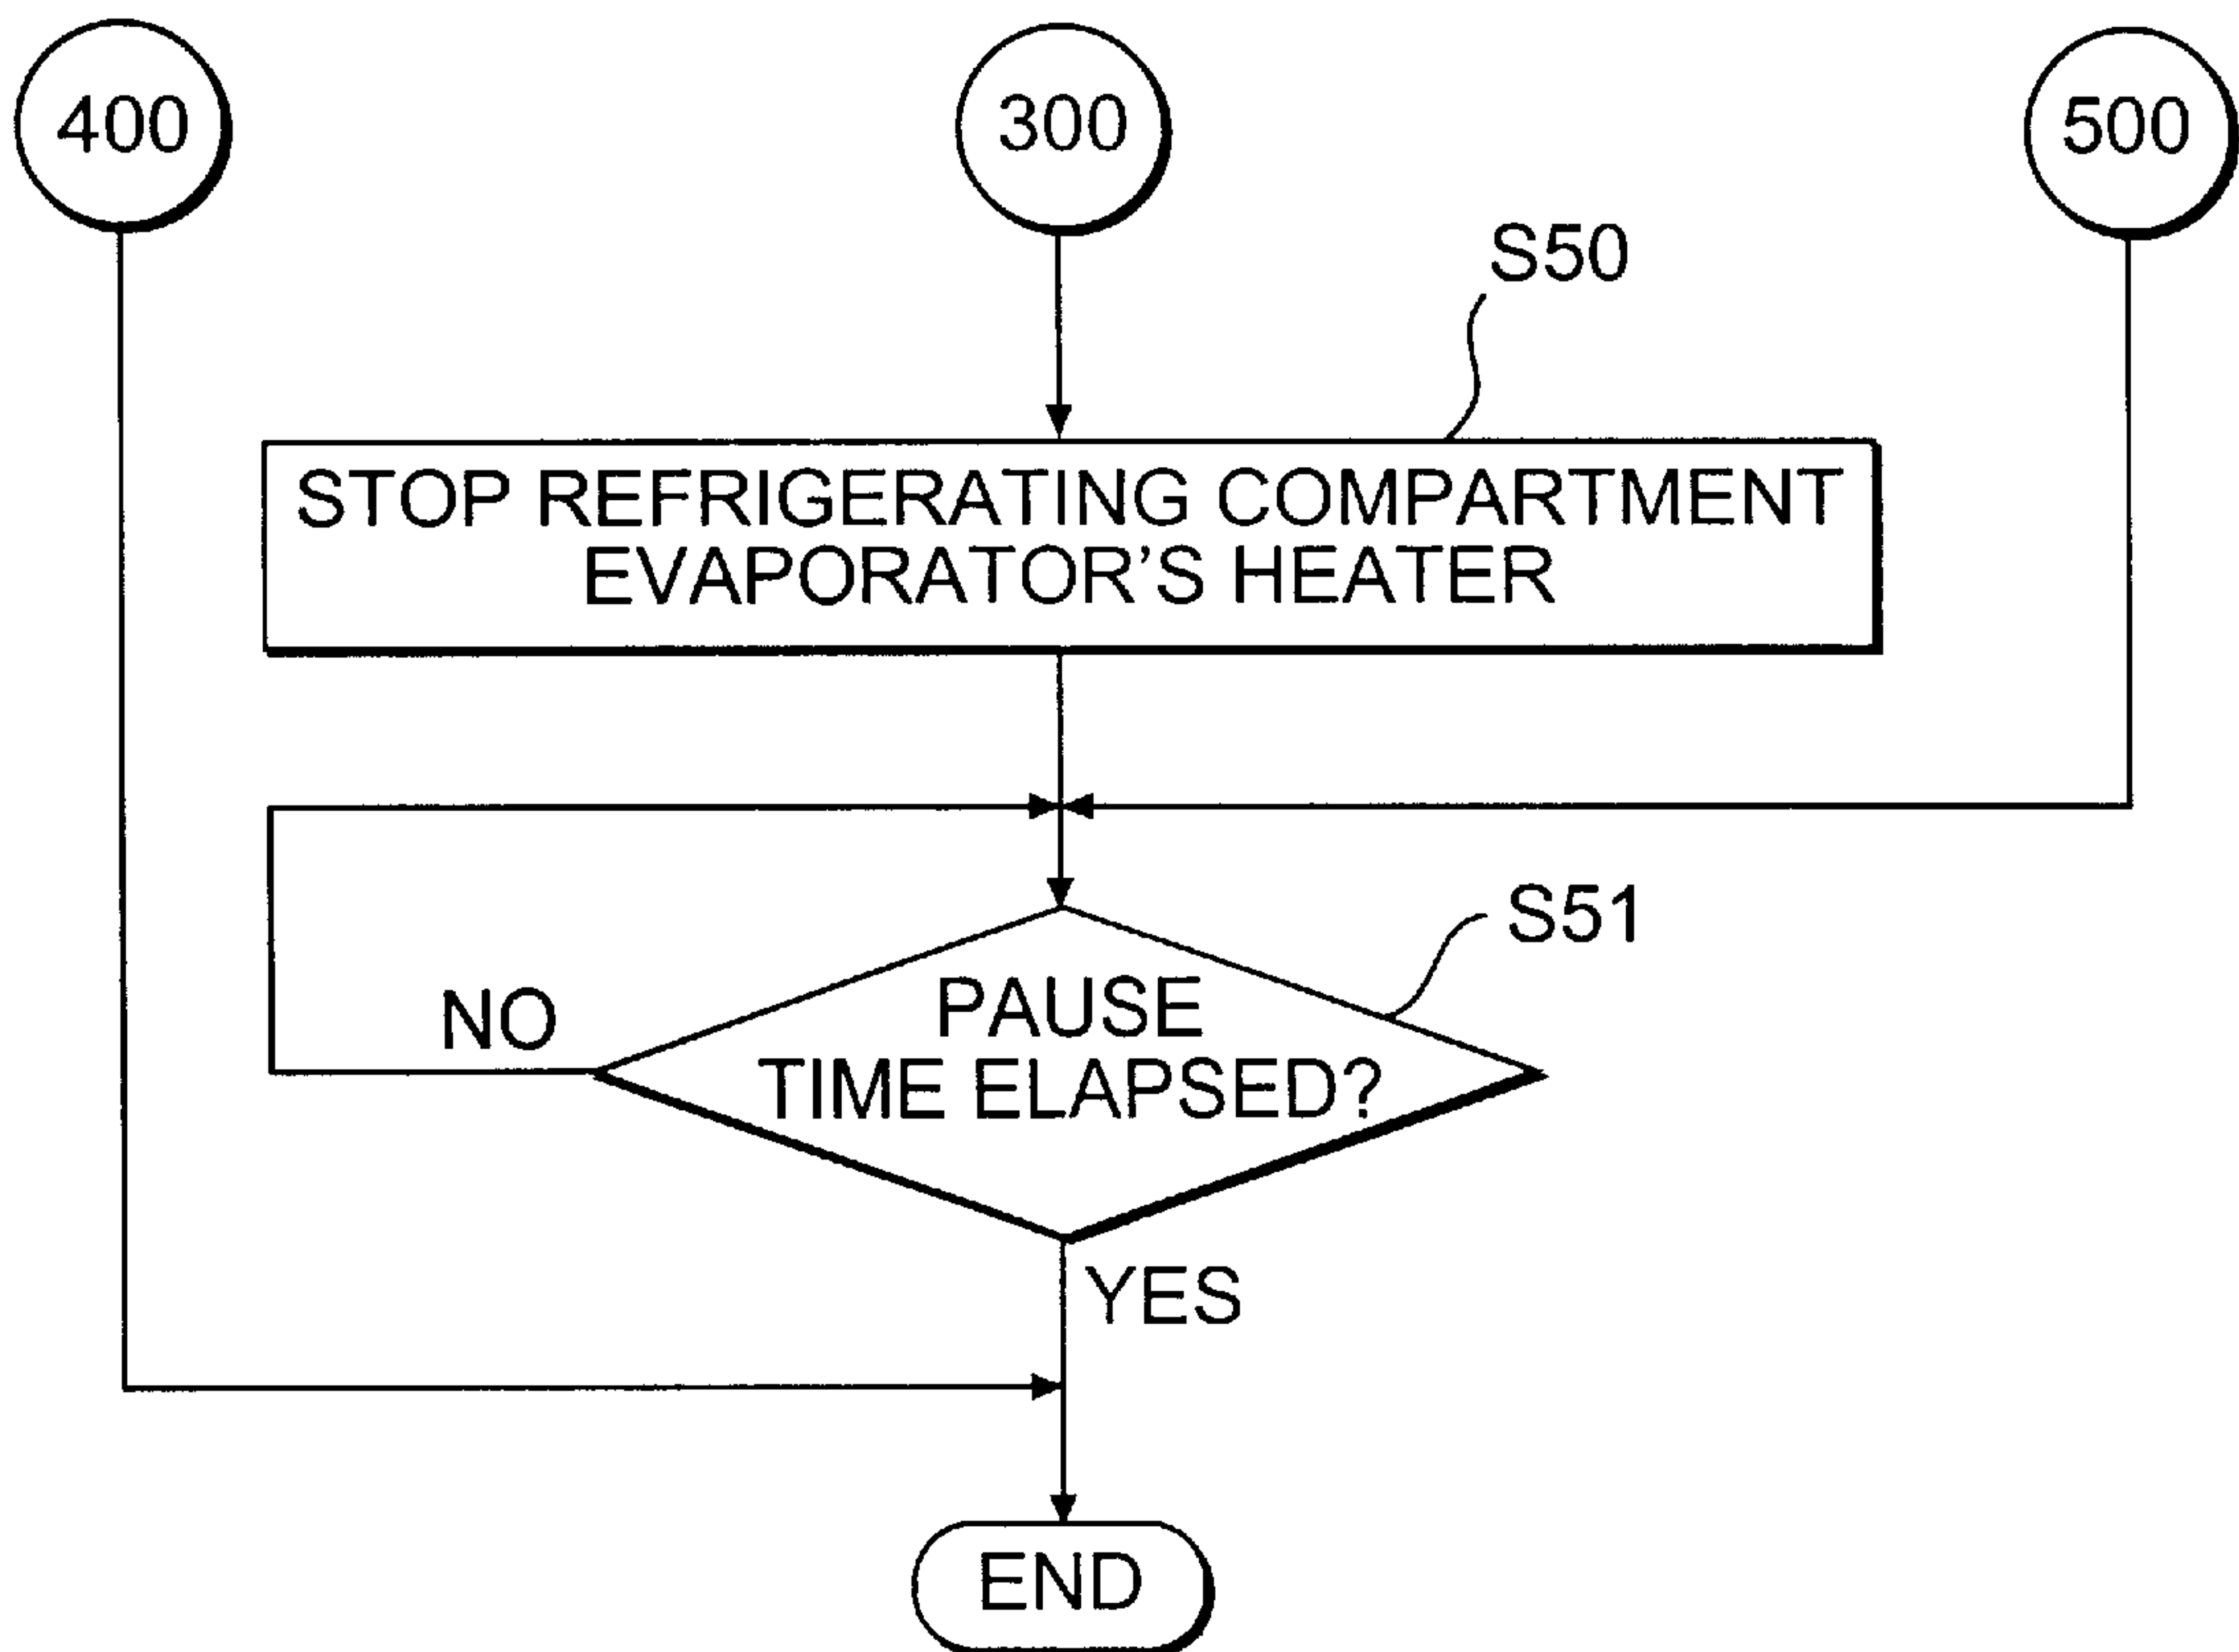 400
300
500
S50
STOP REFRIGERATING COMPARTMENT
EVAPORATOR’S HEATER
S51
PAUSE
TIME ELAPSED?
NO
YES
END